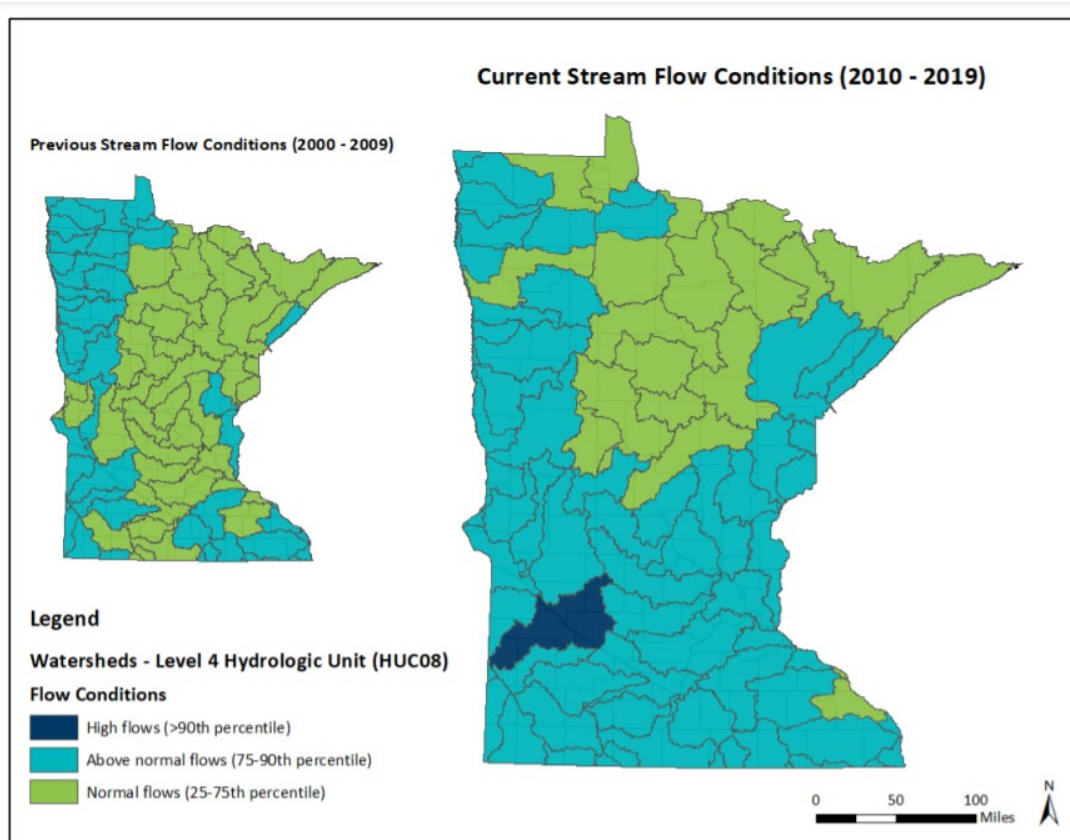 Current Stream Flow Conditions (2010 - 2019)
Previous Stream Flow Conditions (2000 - 2009)
Legend
Watersheds - Level 4 Hydrologic Unit (HUC08)
Flow Conditions
High flows (>90th percentile)
Above normal flows (75-90th percentile)
Normal flows (25-75th percentile)
0 50 100
Miles
N